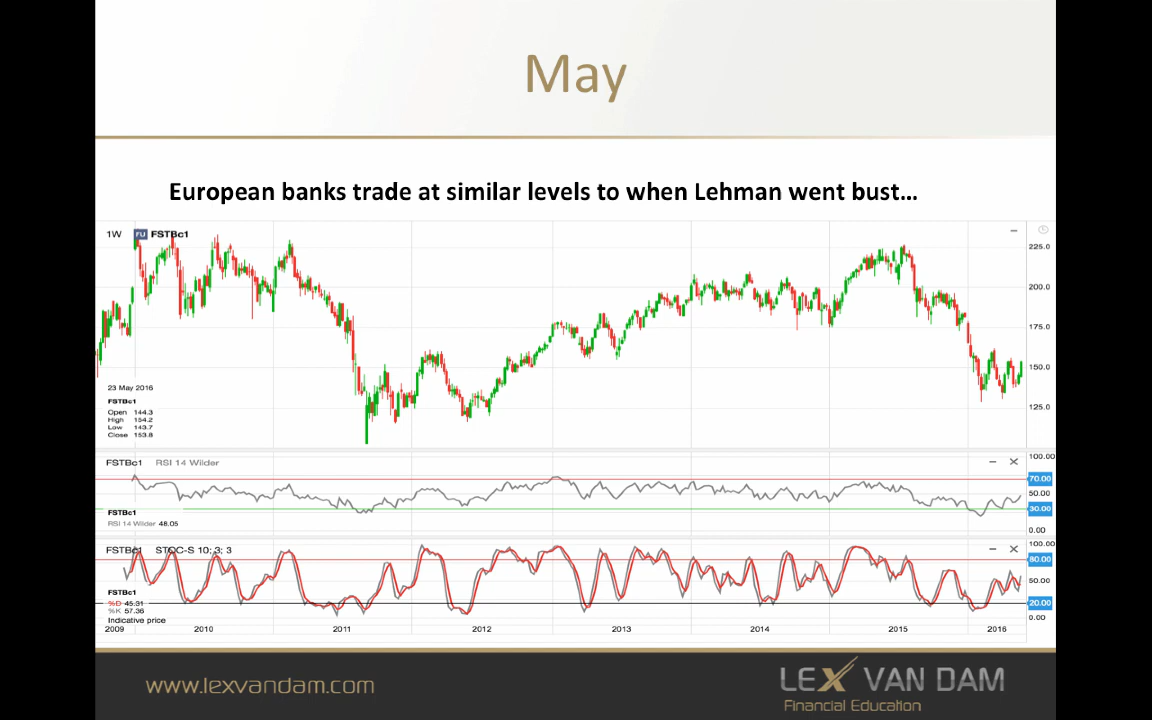 May
European banks trade at similar levels to when Lehman went bust…
1W FU FSTBc1
225.0
200.0
175.0
150.0
125.0
23 May 2016
FSTBc1
Open 144.3
High 154.2
Low 143.7
Close 153.8
FSTBc1 RSI 14 Wilder
100.00
70.00
50.00
30.00
0.00
FSTBc1
RSI 14 Wilder 48.05
FSTBc1 STOC-S 10; 3; 3
100.00
80.00
50.00
20.00
0.00
FSTBc1
%D 45.31
%K 57.36
Indicative price
2009 2010 2011 2012 2013 2014 2015 2016
www.lexvandam.com
LEX VAN DAM
Financial Education